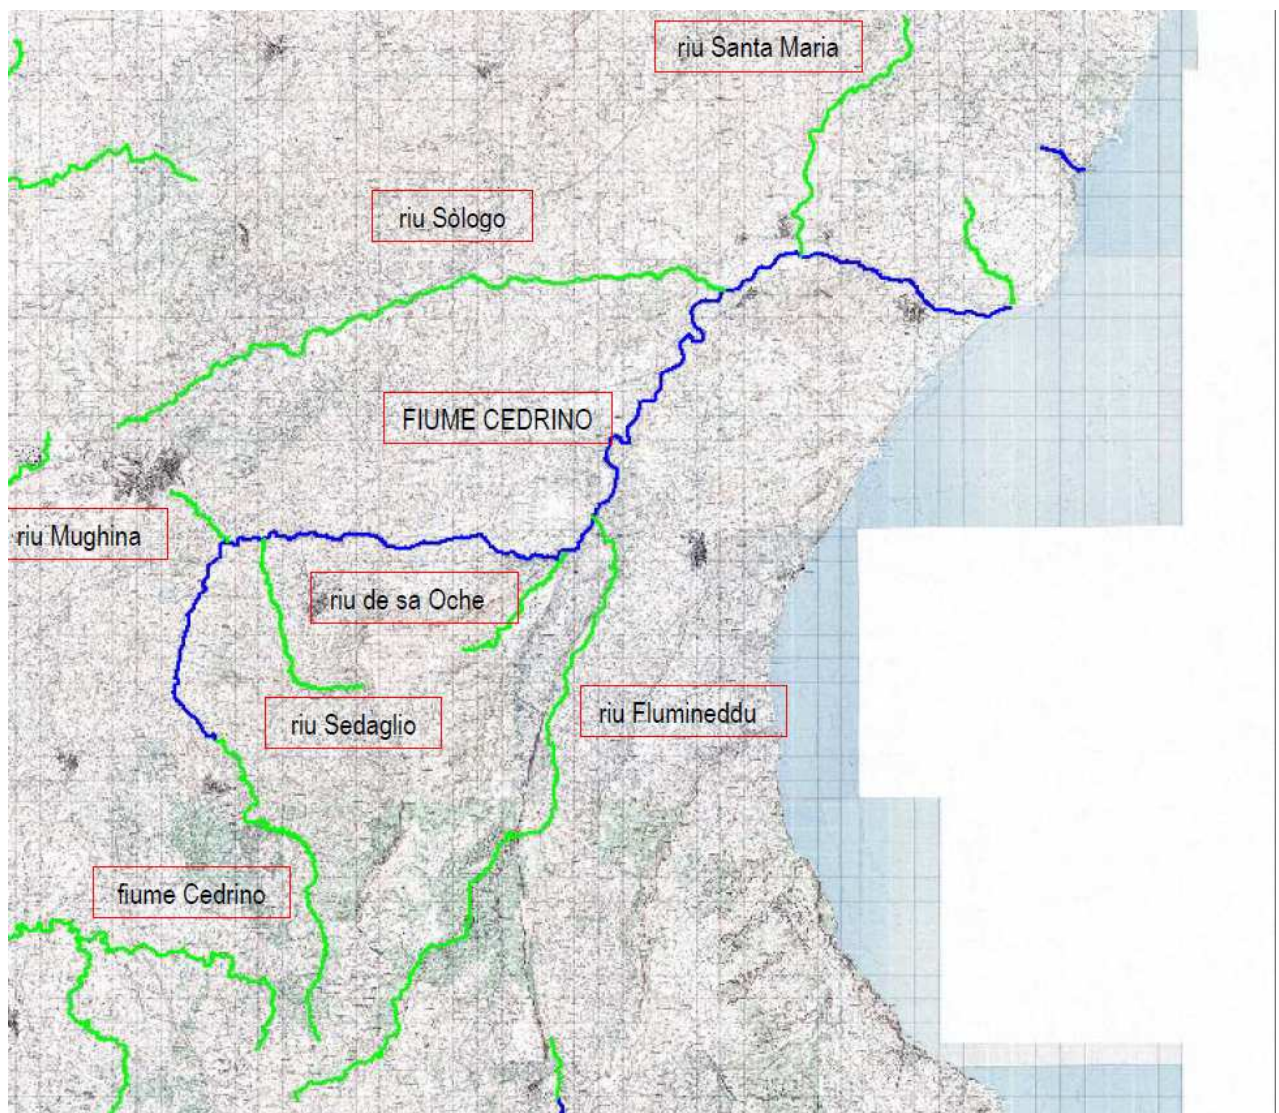 riu Santa Maria
riu Sòlogo
FIUME CEDRINO
riu Mughina
riu de sa Oche
riu Sedaglio
riu Flumineddu
fiume Cedrino